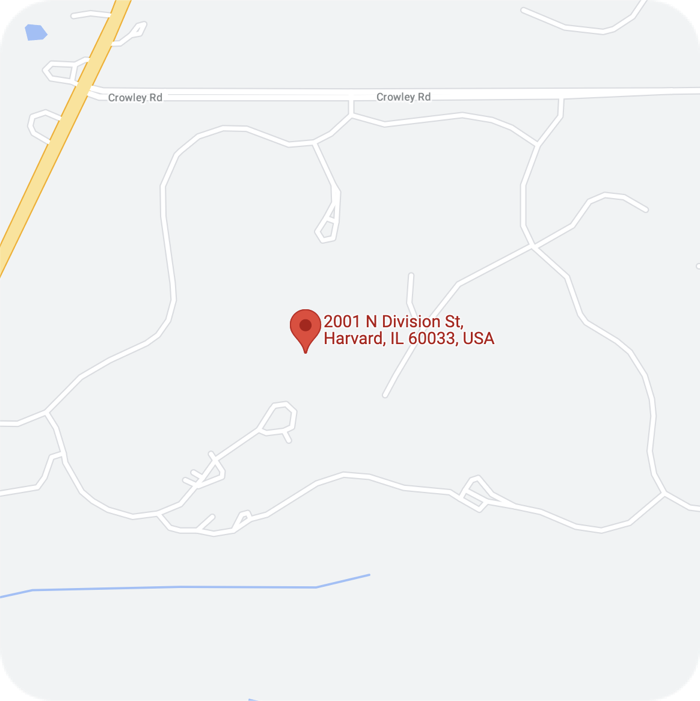 Crowley Rd
Crowley Rd
2001 N Division St,
Harvard, IL 60033, USA